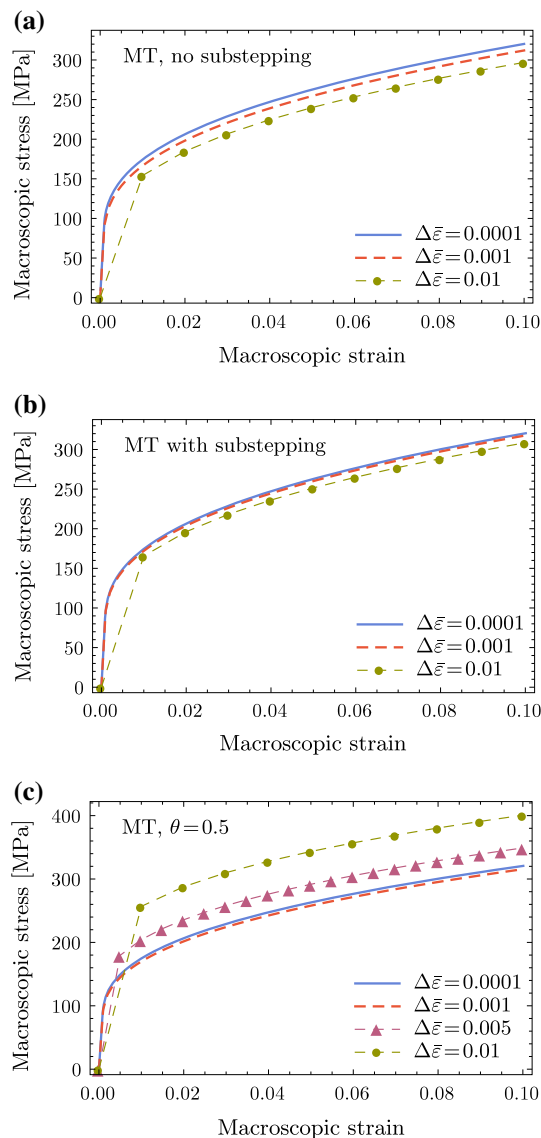 (a)
MT, no substepping
Macroscopic stress [MPa]
300
250
200
150
100
50
0
Δε̄=0.0001
Δε̄=0.001
Δε̄=0.01
0.00 0.02 0.04 0.06 0.08 0.10
Macroscopic strain
(b)
MT with substepping
Macroscopic stress [MPa]
300
250
200
150
100
50
0
Δε̄=0.0001
Δε̄=0.001
Δε̄=0.01
0.00 0.02 0.04 0.06 0.08 0.10
Macroscopic strain
(c)
MT, θ=0.5
Macroscopic stress [MPa]
400
300
200
100
0
Δε̄=0.0001
Δε̄=0.001
Δε̄=0.005
Δε̄=0.01
0.00 0.02 0.04 0.06 0.08 0.10
Macroscopic strain